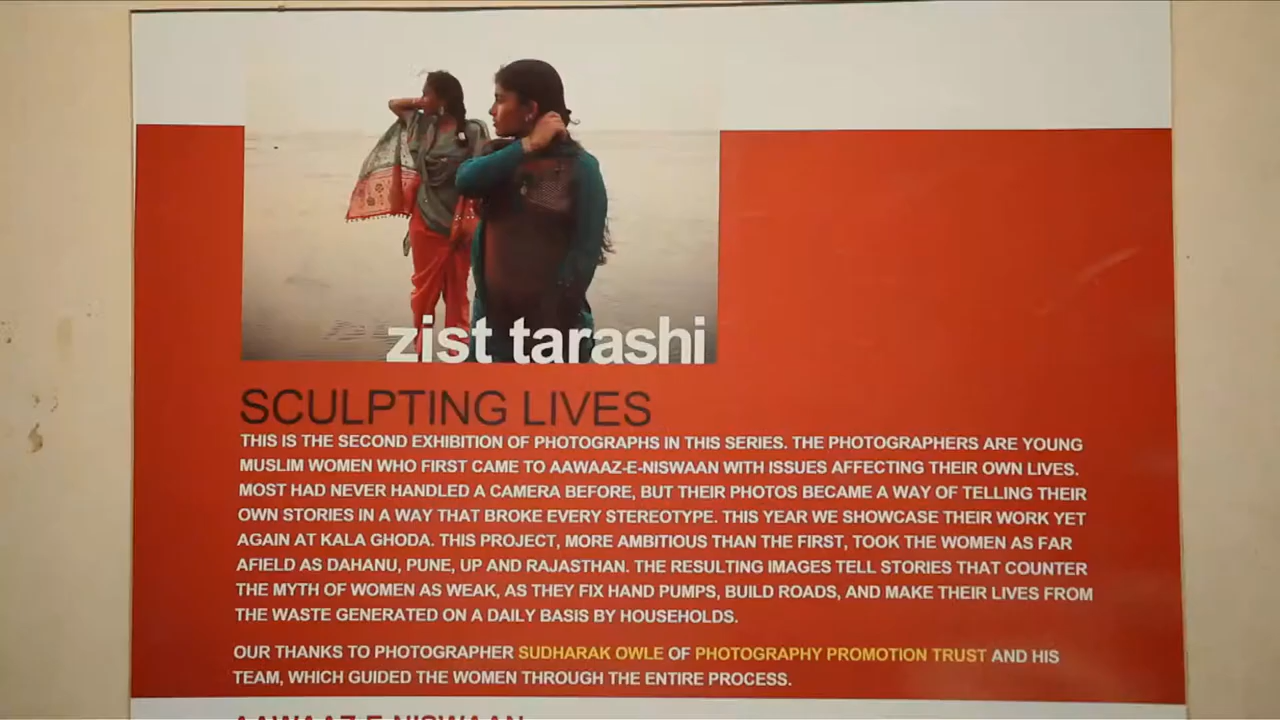 zist tarashi
SCULPTING LIVES
THIS IS THE SECOND EXHIBITION OF PHOTOGRAPHS IN THIS SERIES. THE PHOTOGRAPHERS ARE YOUNG
MUSLIM WOMEN WHO FIRST CAME TO AAWAAZ-E-NISWAAN WITH ISSUES AFFECTING THEIR OWN LIVES.
MOST HAD NEVER HANDLED A CAMERA BEFORE, BUT THEIR PHOTOS BECAME A WAY OF TELLING THEIR
OWN STORIES IN A WAY THAT BROKE EVERY STEREOTYPE. THIS YEAR WE SHOWCASE THEIR WORK YET
AGAIN AT KALA GHODA. THIS PROJECT, MORE AMBITIOUS THAN THE FIRST, TOOK THE WOMEN AS FAR
AFIELD AS DAHANU, PUNE, UP AND RAJASTHAN. THE RESULTING IMAGES TELL STORIES THAT COUNTER
THE MYTH OF WOMEN AS WEAK, AS THEY FIX HAND PUMPS, BUILD ROADS, AND MAKE THEIR LIVES FROM
THE WASTE GENERATED ON A DAILY BASIS BY HOUSEHOLDS.
OUR THANKS TO PHOTOGRAPHER SUDHARAK OWLE OF PHOTOGRAPHY PROMOTION TRUST AND HIS
TEAM, WHICH GUIDED THE WOMEN THROUGH THE ENTIRE PROCESS.
AAWAAZ-E-NISWAAN